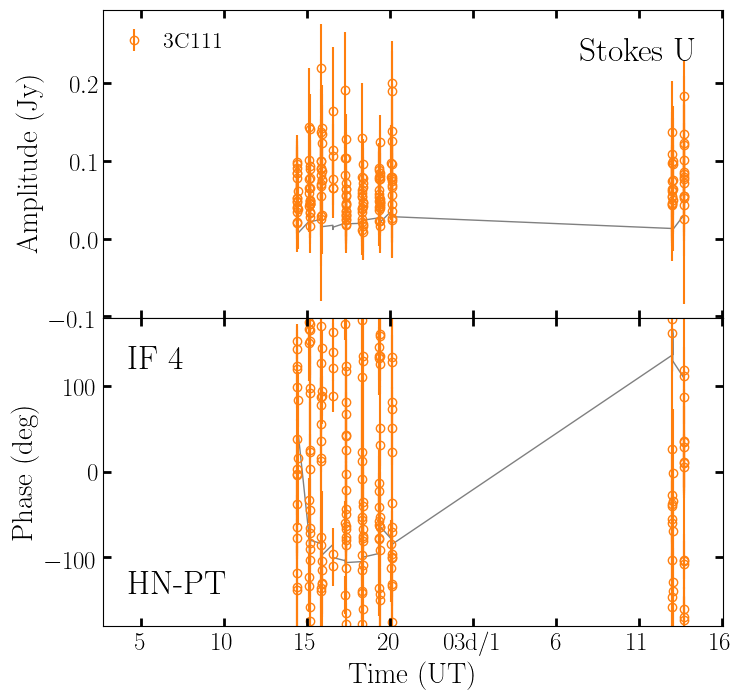 3C111
Stokes U
Amplitude (Jy)
0.2
0.1
0.0
−0.1
IF 4
HN-PT
Phase (deg)
100
0
−100
5 10 15 20 03d/1 6 11 16
Time (UT)